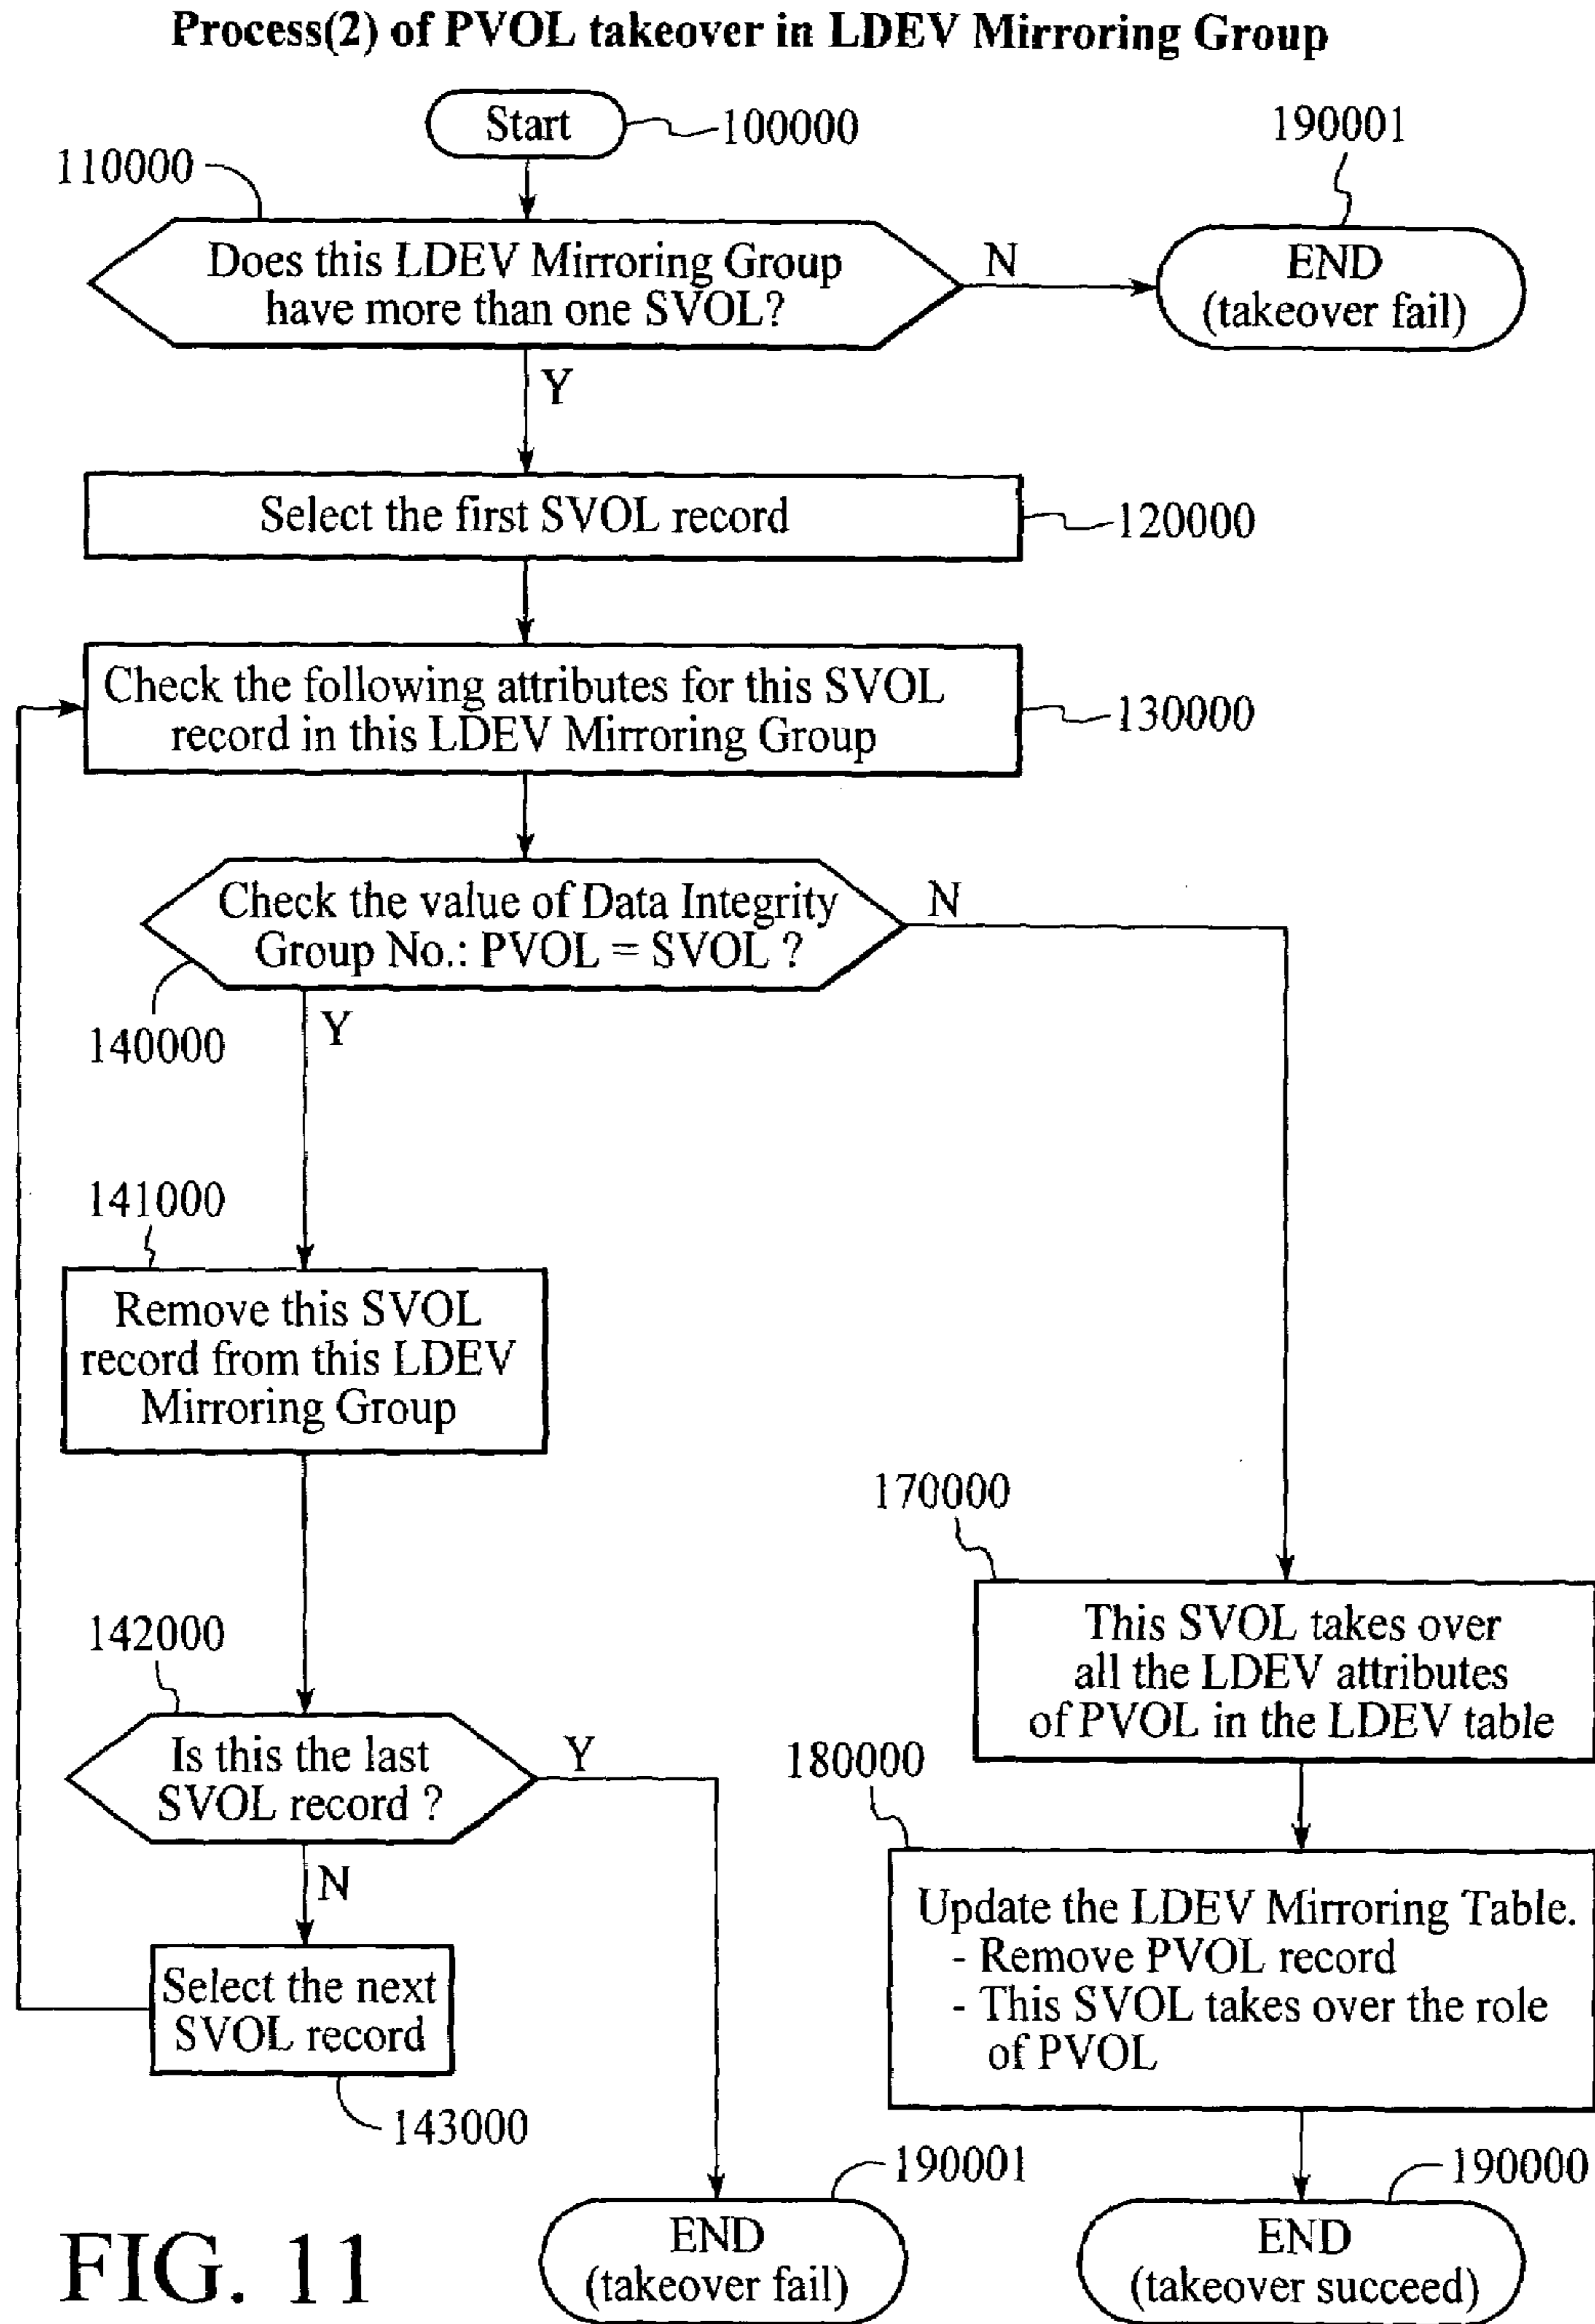 Process(2) of PVOL takeover in LDEV Mirroring Group
Start
100000
190001
110000
Does this LDEV Mirroring Group
have more than one SVOL?
N
END
(takeover fail)
Y
Select the first SVOL record
120000
Check the following attributes for this SVOL
record in this LDEV Mirroring Group
130000
Check the value of Data Integrity
Group No.: PVOL = SVOL ?
N
140000
Y
141000
Remove this SVOL
record from this LDEV
Mirroring Group
170000
This SVOL takes over
all the LDEV attributes
of PVOL in the LDEV table
142000
Is this the last
SVOL record ?
Y
180000
N
Update the LDEV Mirroring Table.
- Remove PVOL record
- This SVOL takes over the role
of PVOL
Select the next
SVOL record
143000
190001
190000
END
(takeover fail)
END
(takeover succeed)
FIG. 11